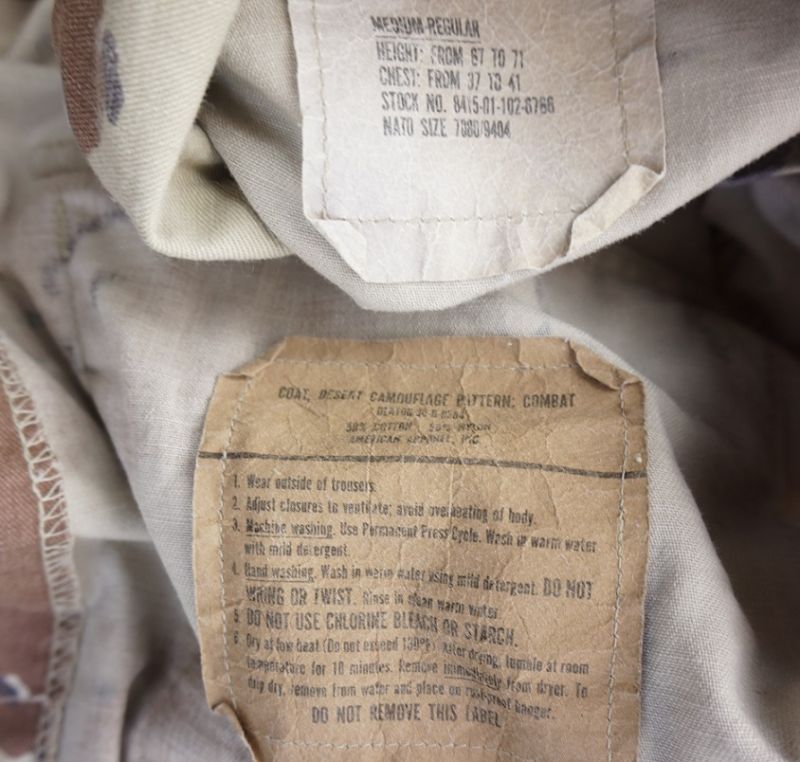 MEDIUM-REGULAR
HEIGHT: FROM 67 TO 71
CHEST: FROM 37 TO 41
STOCK NO. 8415-01-102-6766
NATO SIZE 7080/9404
COAT, DESERT CAMOUFLAGE PATTERN: COMBAT
50% COTTON 50% NYLON
AMERICAN APPAREL, INC.
1. Wear outside of trousers.
2. Adjust closures to ventilate; avoid overheating of body.
3. Machine washing. Use Permanent Press Cycle. Wash in warm water
with mild detergent.
4. Hand washing. Wash in warm water using mild detergent. DO NOT
WRING OR TWIST. Rinse in clean warm water.
5. DO NOT USE CHLORINE BLEACH OR STARCH.
6. Dry at low heat (Do not exceed 130°F). After drying, tumble at room
temperature for 10 minutes. Remove immediately from dryer. To
drip dry, remove from water and place on rust-proof hanger.
DO NOT REMOVE THIS LABEL